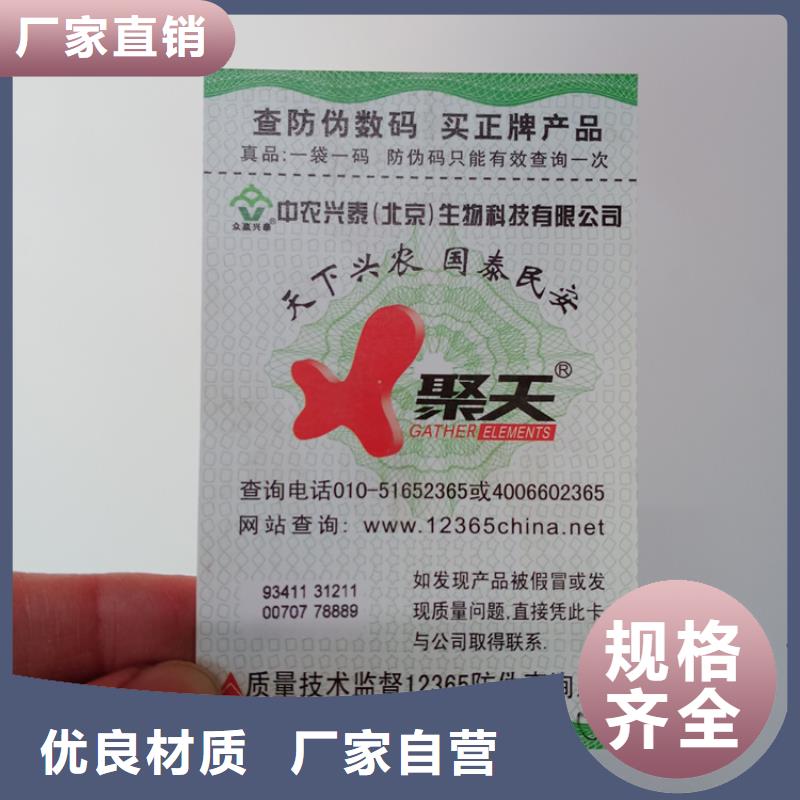 厂家直销
查防伪数码 买正牌产品
真品:一袋一码 防伪码只能有效查询一次
众赢兴泰®
中农兴泰(北京)生物科技有限公司
天下兴农 国泰民安
聚天®
GATHER ELEMENTS
查询电话010-51652365或4006602365
网站查询: www.12365china.net
93411 31211
00707 78889
如发现产品被假冒或发
现质量问题,直接凭此卡
与公司取得联系.
质量技术监督12365防伪查询
规格
齐全
优良材质 厂家自营